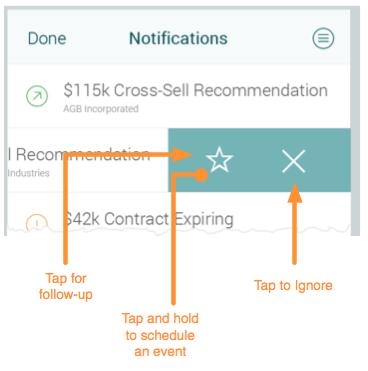 Done Notifications
$115k Cross-Sell Recommendation
AGB Incorporated
l Recommendation
Industries
$42k Contract Expiring
Tap for
follow-up
Tap to Ignore
Tap and hold
to schedule
an event